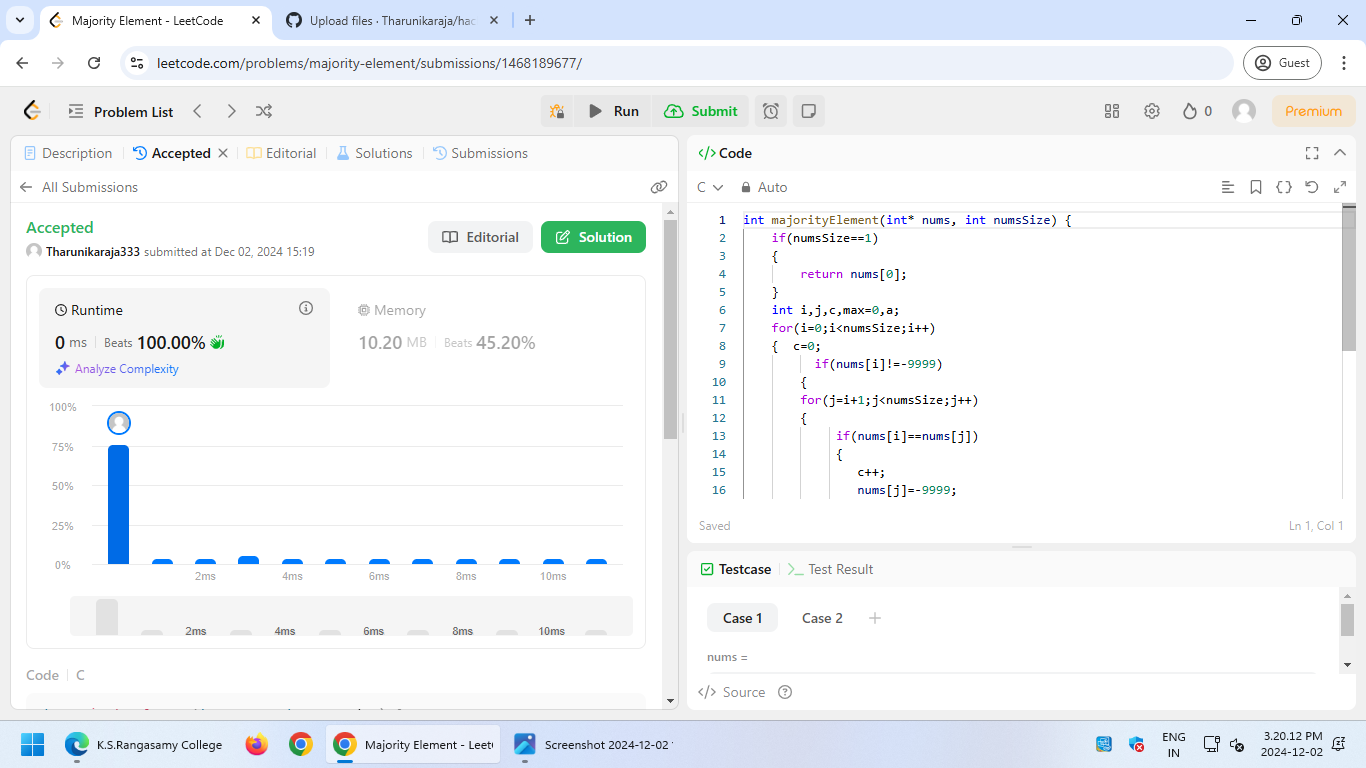 Majority Element - LeetCode
Upload files · Tharunikaraja/hac
leetcode.com/problems/majority-element/submissions/1468189677/
Guest
Problem List
Run
Submit
0
Premium
Description
Accepted
Editorial
Solutions
Submissions
All Submissions
Accepted
Tharunikaraja333 submitted at Dec 02, 2024 15:19
Editorial
Solution
Runtime
0 ms
Beats 100.00%
Analyze Complexity
Memory
10.20 MB
Beats 45.20%
100%
75%
50%
25%
0%
2ms
4ms
6ms
8ms
10ms
2ms
4ms
6ms
8ms
10ms
Code
C
</> Code
C
Auto
1 int majorityElement(int* nums, int numsSize) {
2 if(numsSize==1)
3 {
4 return nums[0];
5 }
6 int i,j,c,max=0,a;
7 for(i=0;i<numsSize;i++)
8 { c=0;
9 if(nums[i]!=-9999)
10 {
11 for(j=i+1;j<numsSize;j++)
12 {
13 if(nums[i]==nums[j])
14 {
15 c++;
16 nums[j]=-9999;
Saved
Ln 1, Col 1
Testcase
Test Result
Case 1
Case 2
nums =
</> Source
K.S.Rangasamy College
Majority Element - Leet
Screenshot 2024-12-02
ENG
IN
3.20.12 PM
2024-12-02